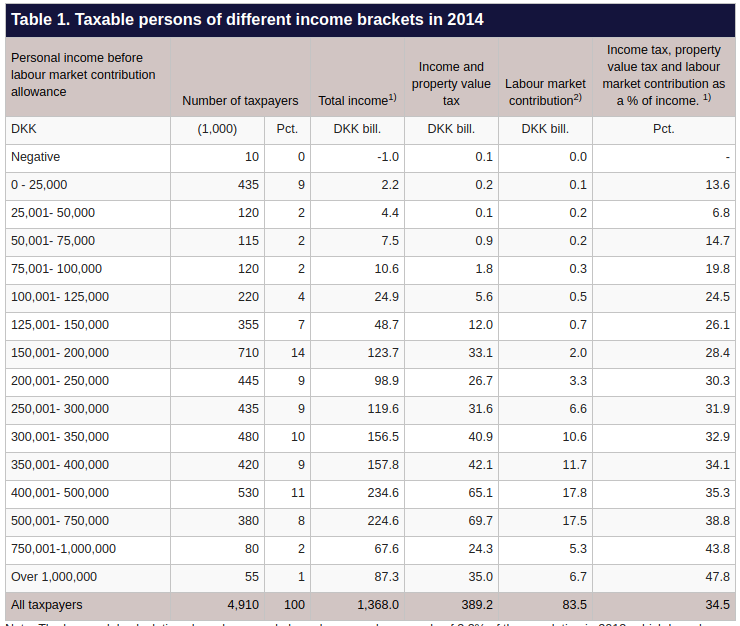 Table 1. Taxable persons of different income brackets in 2014
Personal income before labour market contribution allowance | Number of taxpayers | Total income1) | Income and property value tax | Labour market contribution2) | Income tax, property value tax and labour market contribution as a % of income. 1)
DKK | (1,000) | Pct. | DKK bill. | DKK bill. | DKK bill. | Pct.
Negative | 10 | 0 | -1.0 | 0.1 | 0.0 | -
0 - 25,000 | 435 | 9 | 2.2 | 0.2 | 0.1 | 13.6
25,001- 50,000 | 120 | 2 | 4.4 | 0.1 | 0.2 | 6.8
50,001- 75,000 | 115 | 2 | 7.5 | 0.9 | 0.2 | 14.7
75,001- 100,000 | 120 | 2 | 10.6 | 1.8 | 0.3 | 19.8
100,001- 125,000 | 220 | 4 | 24.9 | 5.6 | 0.5 | 24.5
125,001- 150,000 | 355 | 7 | 48.7 | 12.0 | 0.7 | 26.1
150,001- 200,000 | 710 | 14 | 123.7 | 33.1 | 2.0 | 28.4
200,001- 250,000 | 445 | 9 | 98.9 | 26.7 | 3.3 | 30.3
250,001- 300,000 | 435 | 9 | 119.6 | 31.6 | 6.6 | 31.9
300,001- 350,000 | 480 | 10 | 156.5 | 40.9 | 10.6 | 32.9
350,001- 400,000 | 420 | 9 | 157.8 | 42.1 | 11.7 | 34.1
400,001- 500,000 | 530 | 11 | 234.6 | 65.1 | 17.8 | 35.3
500,001- 750,000 | 380 | 8 | 224.6 | 69.7 | 17.5 | 38.8
750,001-1,000,000 | 80 | 2 | 67.6 | 24.3 | 5.3 | 43.8
Over 1,000,000 | 55 | 1 | 87.3 | 35.0 | 6.7 | 47.8
All taxpayers | 4,910 | 100 | 1,368.0 | 389.2 | 83.5 | 34.5